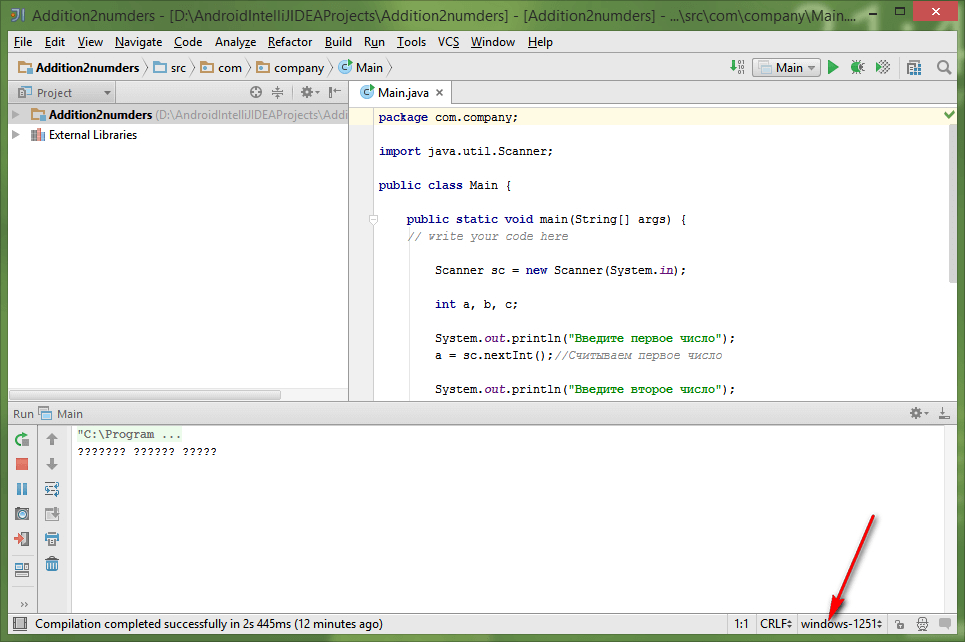 Addition2numders - [D:\AndroidIntelliJIDEAProjects\Addition2numders] - [Addition2numders] - ...\src\com\company\Main....
File Edit View Navigate Code Analyze Refactor Build Run Tools VCS Window Help
Addition2numders src com company Main Main
Project Main.java
Addition2numders (D:\AndroidIntelliJIDEAProjects\Addi
External Libraries
package com.company;
import java.util.Scanner;
public class Main {
public static void main(String[] args) {
// write your code here
Scanner sc = new Scanner(System.in);
int a, b, c;
System.out.println("Введите первое число");
a = sc.nextInt();//Считываем первое число
System.out.println("Введите второе число");
Run Main
"C:\Program ...
??????? ?????? ?????
Compilation completed successfully in 2s 445ms (12 minutes ago) 1:1 CRLF windows-1251